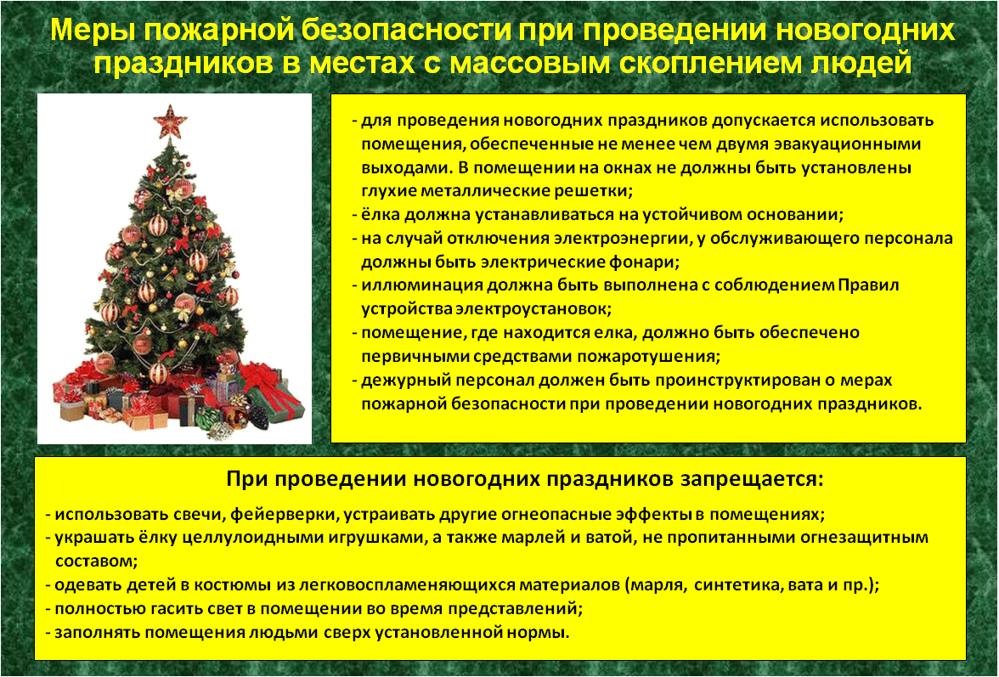 Меры пожарной безопасности при проведении новогодних
праздников в местах с массовым скоплением людей
- для проведения новогодних праздников допускается использовать
помещения, обеспеченные не менее чем двумя эвакуационными
выходами. В помещении на окнах не должны быть установлены
глухие металлические решетки;
- ёлка должна устанавливаться на устойчивом основании;
- на случай отключения электроэнергии, у обслуживающего персонала
должны быть электрические фонари;
- иллюминация должна быть выполнена с соблюдением Правил
устройства электроустановок;
- помещение, где находится елка, должно быть обеспечено
первичными средствами пожаротушения;
- дежурный персонал должен быть проинструктирован о мерах
пожарной безопасности при проведении новогодних праздников.
При проведении новогодних праздников запрещается:
- использовать свечи, фейерверки, устраивать другие огнеопасные эффекты в помещениях;
- украшать ёлку целлулоидными игрушками, а также марлей и ватой, не пропитанными огнезащитным
составом;
- одевать детей в костюмы из легковоспламеняющихся материалов (марля, синтетика, вата и пр.);
- полностью гасить свет в помещении во время представлений;
- заполнять помещения людьми сверх установленной нормы.